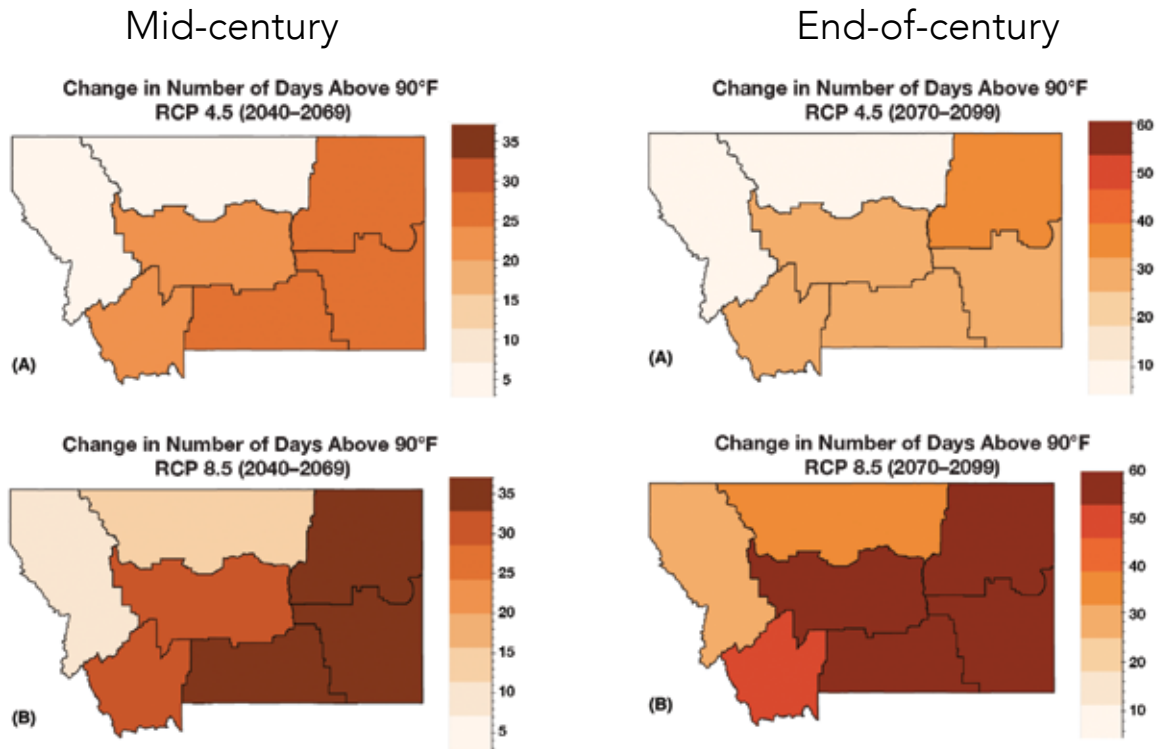 Mid-century
End-of-century
Change in Number of Days Above 90°F
RCP 4.5 (2040–2069)
35
30
25
20
15
10
5
(A)
Change in Number of Days Above 90°F
RCP 4.5 (2070–2099)
60
50
40
30
20
10
(A)
Change in Number of Days Above 90°F
RCP 8.5 (2040–2069)
35
30
25
20
15
10
5
(B)
Change in Number of Days Above 90°F
RCP 8.5 (2070–2099)
60
50
40
30
20
10
(B)